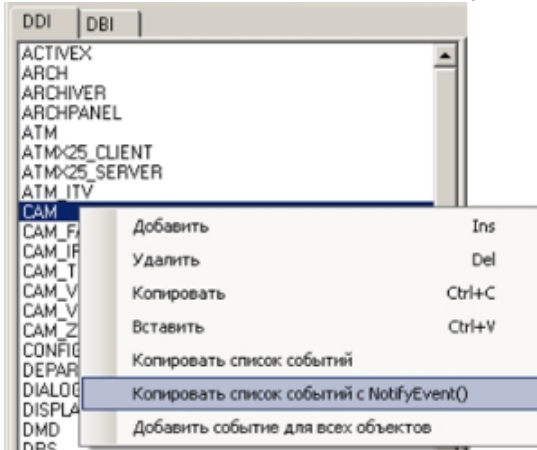 DDI DBI
ACTIVEX
ARCH
ARCHIVER
ARCHPANEL
ATM
ATMX25_CLIENT
ATMX25_SERVER
ATM_ITV
CAM
Добавить Ins
Удалить Del
Копировать Ctrl+C
Вставить Ctrl+V
Копировать список событий
Копировать список событий с NotifyEvent()
Добавить событие для всех объектов
DMD